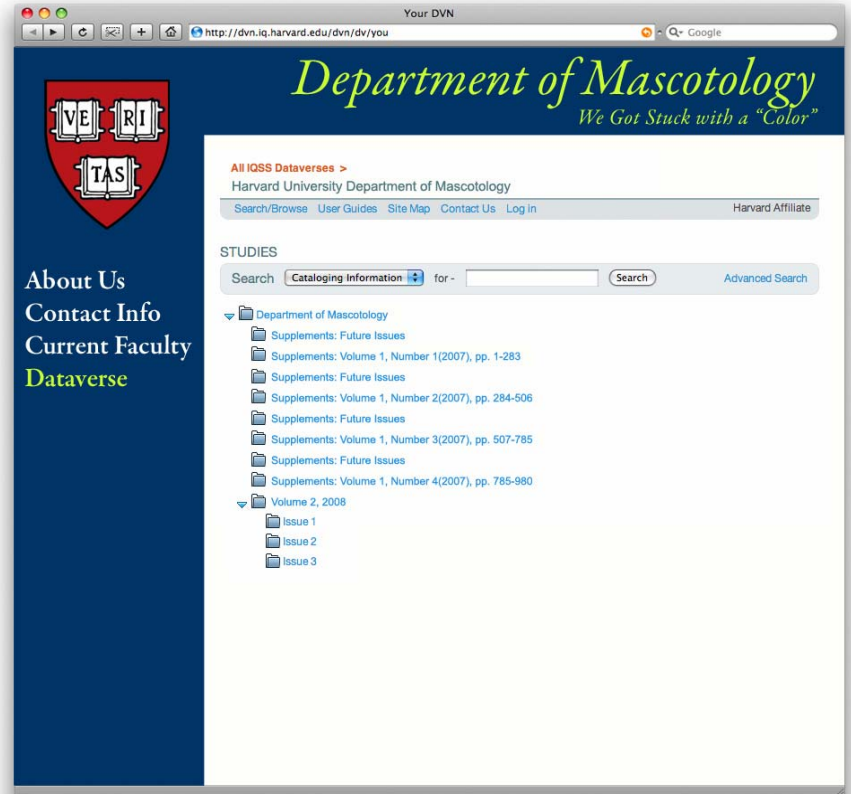 Your DVN
http://dvn.iq.harvard.edu/dvn/dv/you
Google
Department of Mascotology
We Got Stuck with a “Color”
VE RI
TAS
About Us
Contact Info
Current Faculty
Dataverse
All IQSS Dataverses >
Harvard University Department of Mascotology
Search/Browse User Guides Site Map Contact Us Log in Harvard Affiliate
STUDIES
Search Cataloging Information for - Search Advanced Search
Department of Mascotology
Supplements: Future Issues
Supplements: Volume 1, Number 1(2007), pp. 1-283
Supplements: Future Issues
Supplements: Volume 1, Number 2(2007), pp. 284-506
Supplements: Future Issues
Supplements: Volume 1, Number 3(2007), pp. 507-785
Supplements: Future Issues
Supplements: Volume 1, Number 4(2007), pp. 785-980
Volume 2, 2008
Issue 1
Issue 2
Issue 3